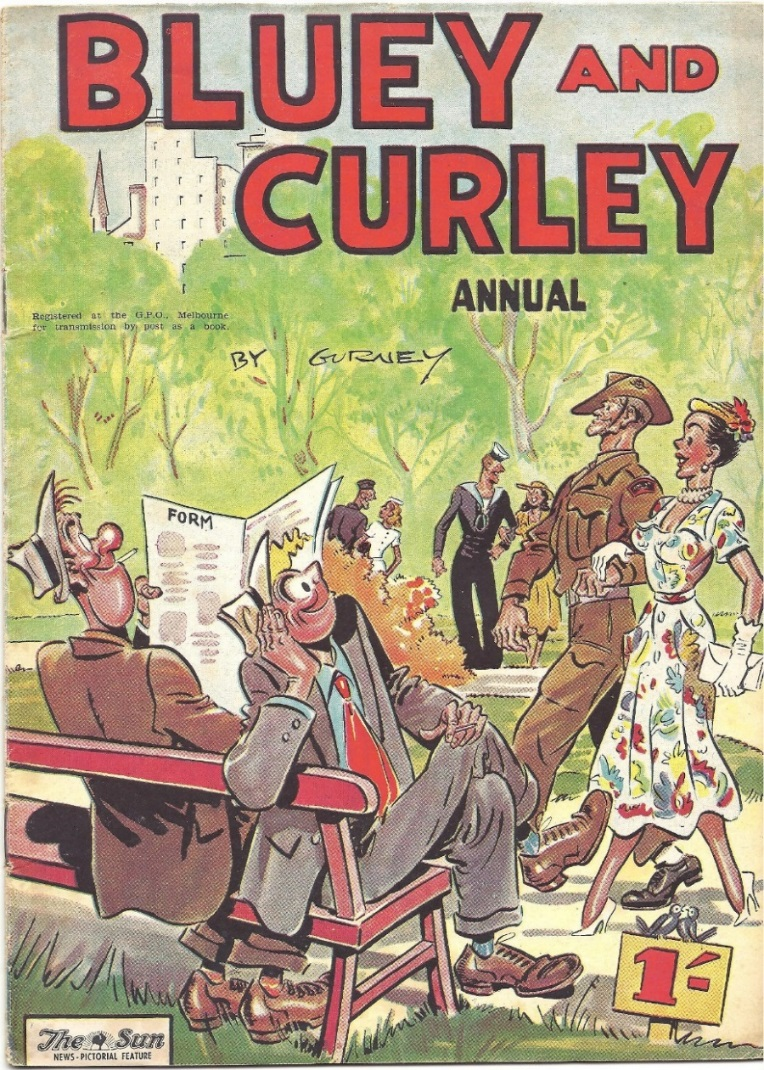 BLUEY AND
CURLEY
ANNUAL
Registered at the G.P.O., Melbourne
for transmission by post as a book.
BY GURNEY
FORM
1/-
The Sun
NEWS-PICTORIAL FEATURE